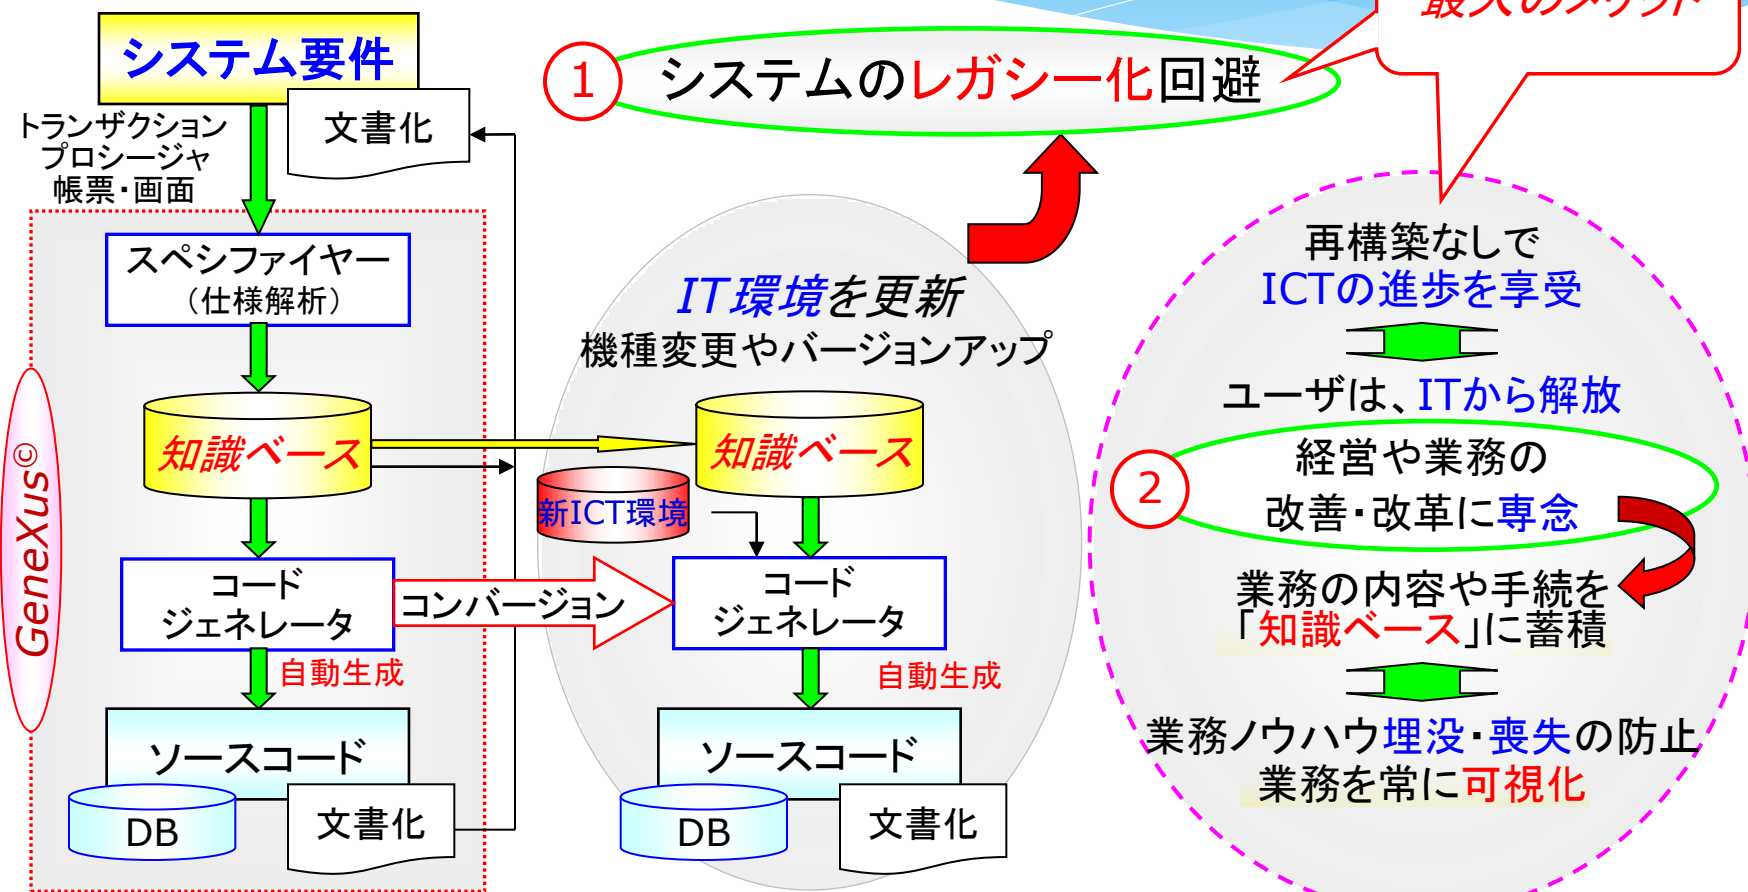 最大のメリット
システム要件
文書化
トランザクション
プロシージャ
帳票・画面
スペシファイヤー
（仕様解析）
知識ベース
コード
ジェネレータ
自動生成
ソースコード
DB
文書化
GeneXus©
コンバージョン
1
システムのレガシー化回避
IT環境を更新
機種変更やバージョンアップ
知識ベース
新ICT環境
コード
ジェネレータ
自動生成
ソースコード
DB
文書化
再構築なしで
ICTの進歩を享受
ユーザは、ITから解放
2
経営や業務の
改善・改革に専念
業務の内容や手続を
「知識ベース」に蓄積
業務ノウハウ埋没・喪失の防止
業務を常に可視化